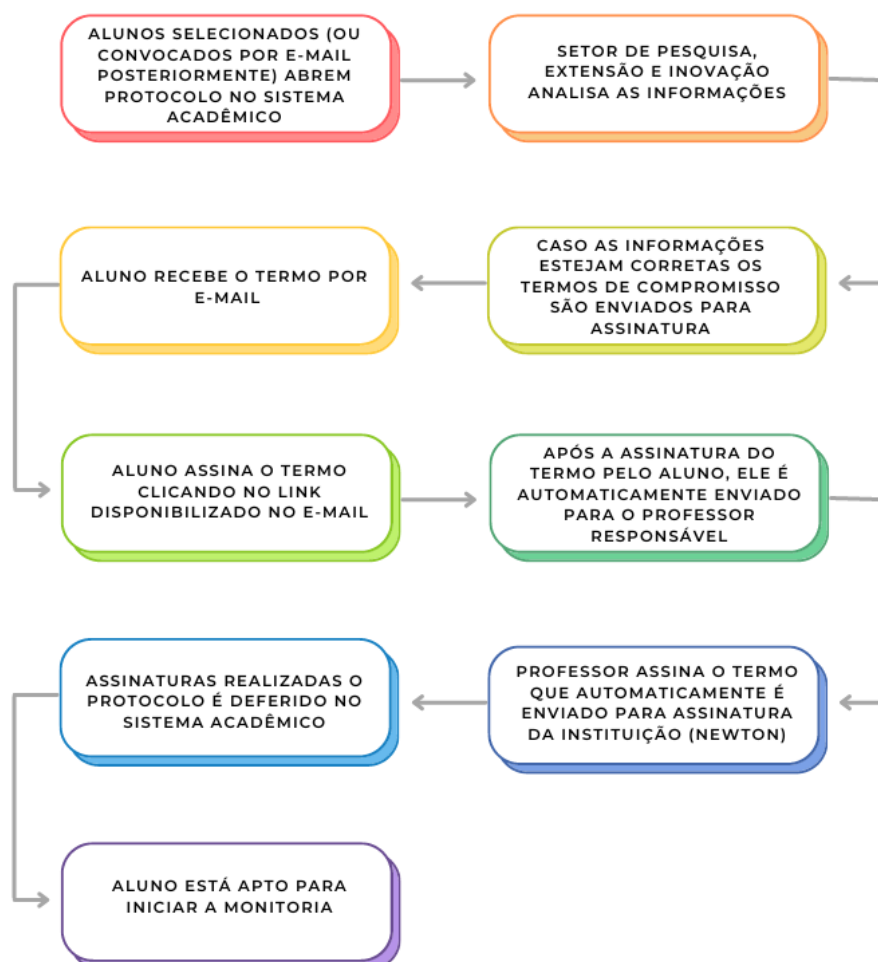 ALUNOS SELECIONADOS (OU
CONVOCADOS POR E-MAIL
POSTERIORMENTE) ABREM
PROTOCOLO NO SISTEMA
ACADÊMICO
SETOR DE PESQUISA,
EXTENSÃO E INOVAÇÃO
ANALISA AS INFORMAÇÕES
CASO AS INFORMAÇÕES
ESTEJAM CORRETAS OS
TERMOS DE COMPROMISSO
SÃO ENVIADOS PARA
ASSINATURA
ALUNO RECEBE O TERMO POR
E-MAIL
ALUNO ASSINA O TERMO
CLICANDO NO LINK
DISPONIBILIZADO NO E-MAIL
APÓS A ASSINATURA DO
TERMO PELO ALUNO, ELE É
AUTOMATICAMENTE ENVIADO
PARA O PROFESSOR
RESPONSÁVEL
PROFESSOR ASSINA O TERMO
QUE AUTOMATICAMENTE É
ENVIADO PARA ASSINATURA
DA INSTITUIÇÃO (NEWTON)
ASSINATURAS REALIZADAS O
PROTOCOLO É DEFERIDO NO
SISTEMA ACADÊMICO
ALUNO ESTÁ APTO PARA
INICIAR A MONITORIA